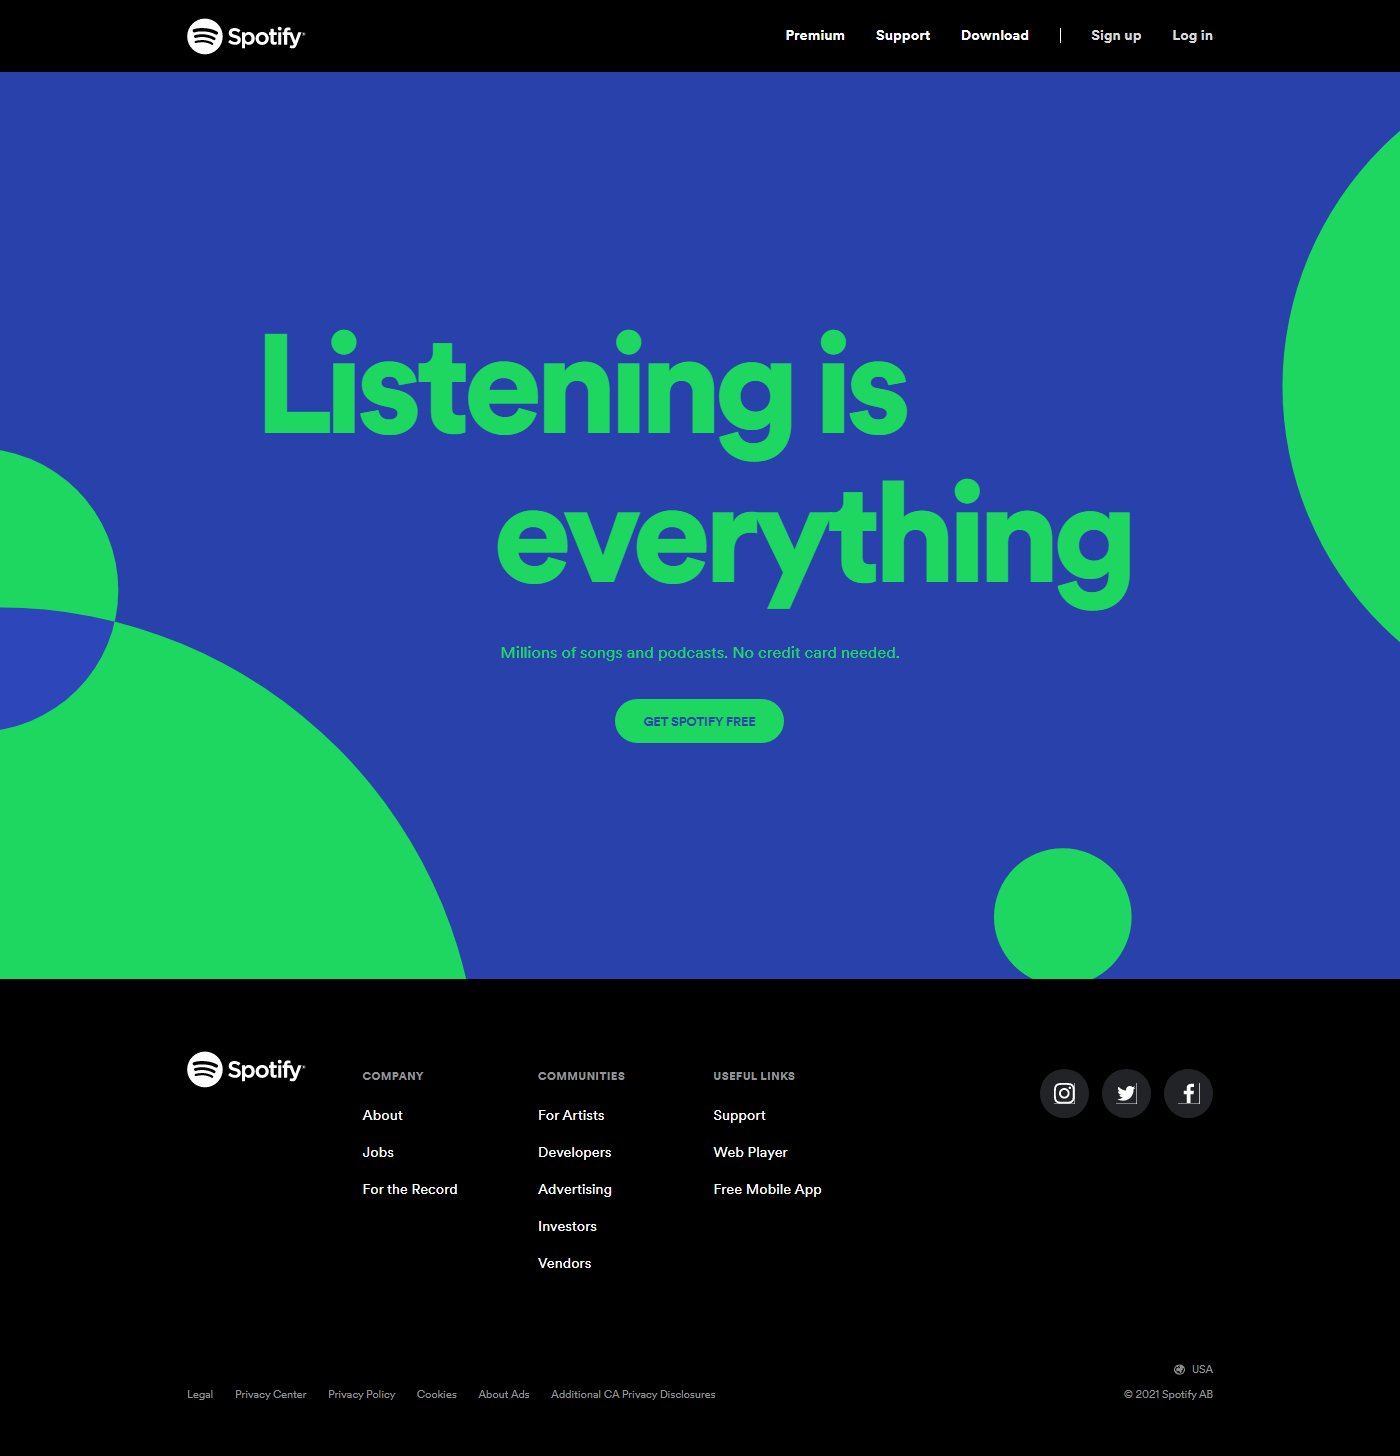 Spotify®
Premium Support Download | Sign up Log in
Listening is
everything
Millions of songs and podcasts. No credit card needed.
GET SPOTIFY FREE
Spotify®
COMPANY
About
Jobs
For the Record
COMMUNITIES
For Artists
Developers
Advertising
Investors
Vendors
USEFUL LINKS
Support
Web Player
Free Mobile App
USA
Legal Privacy Center Privacy Policy Cookies About Ads Additional CA Privacy Disclosures
© 2021 Spotify AB